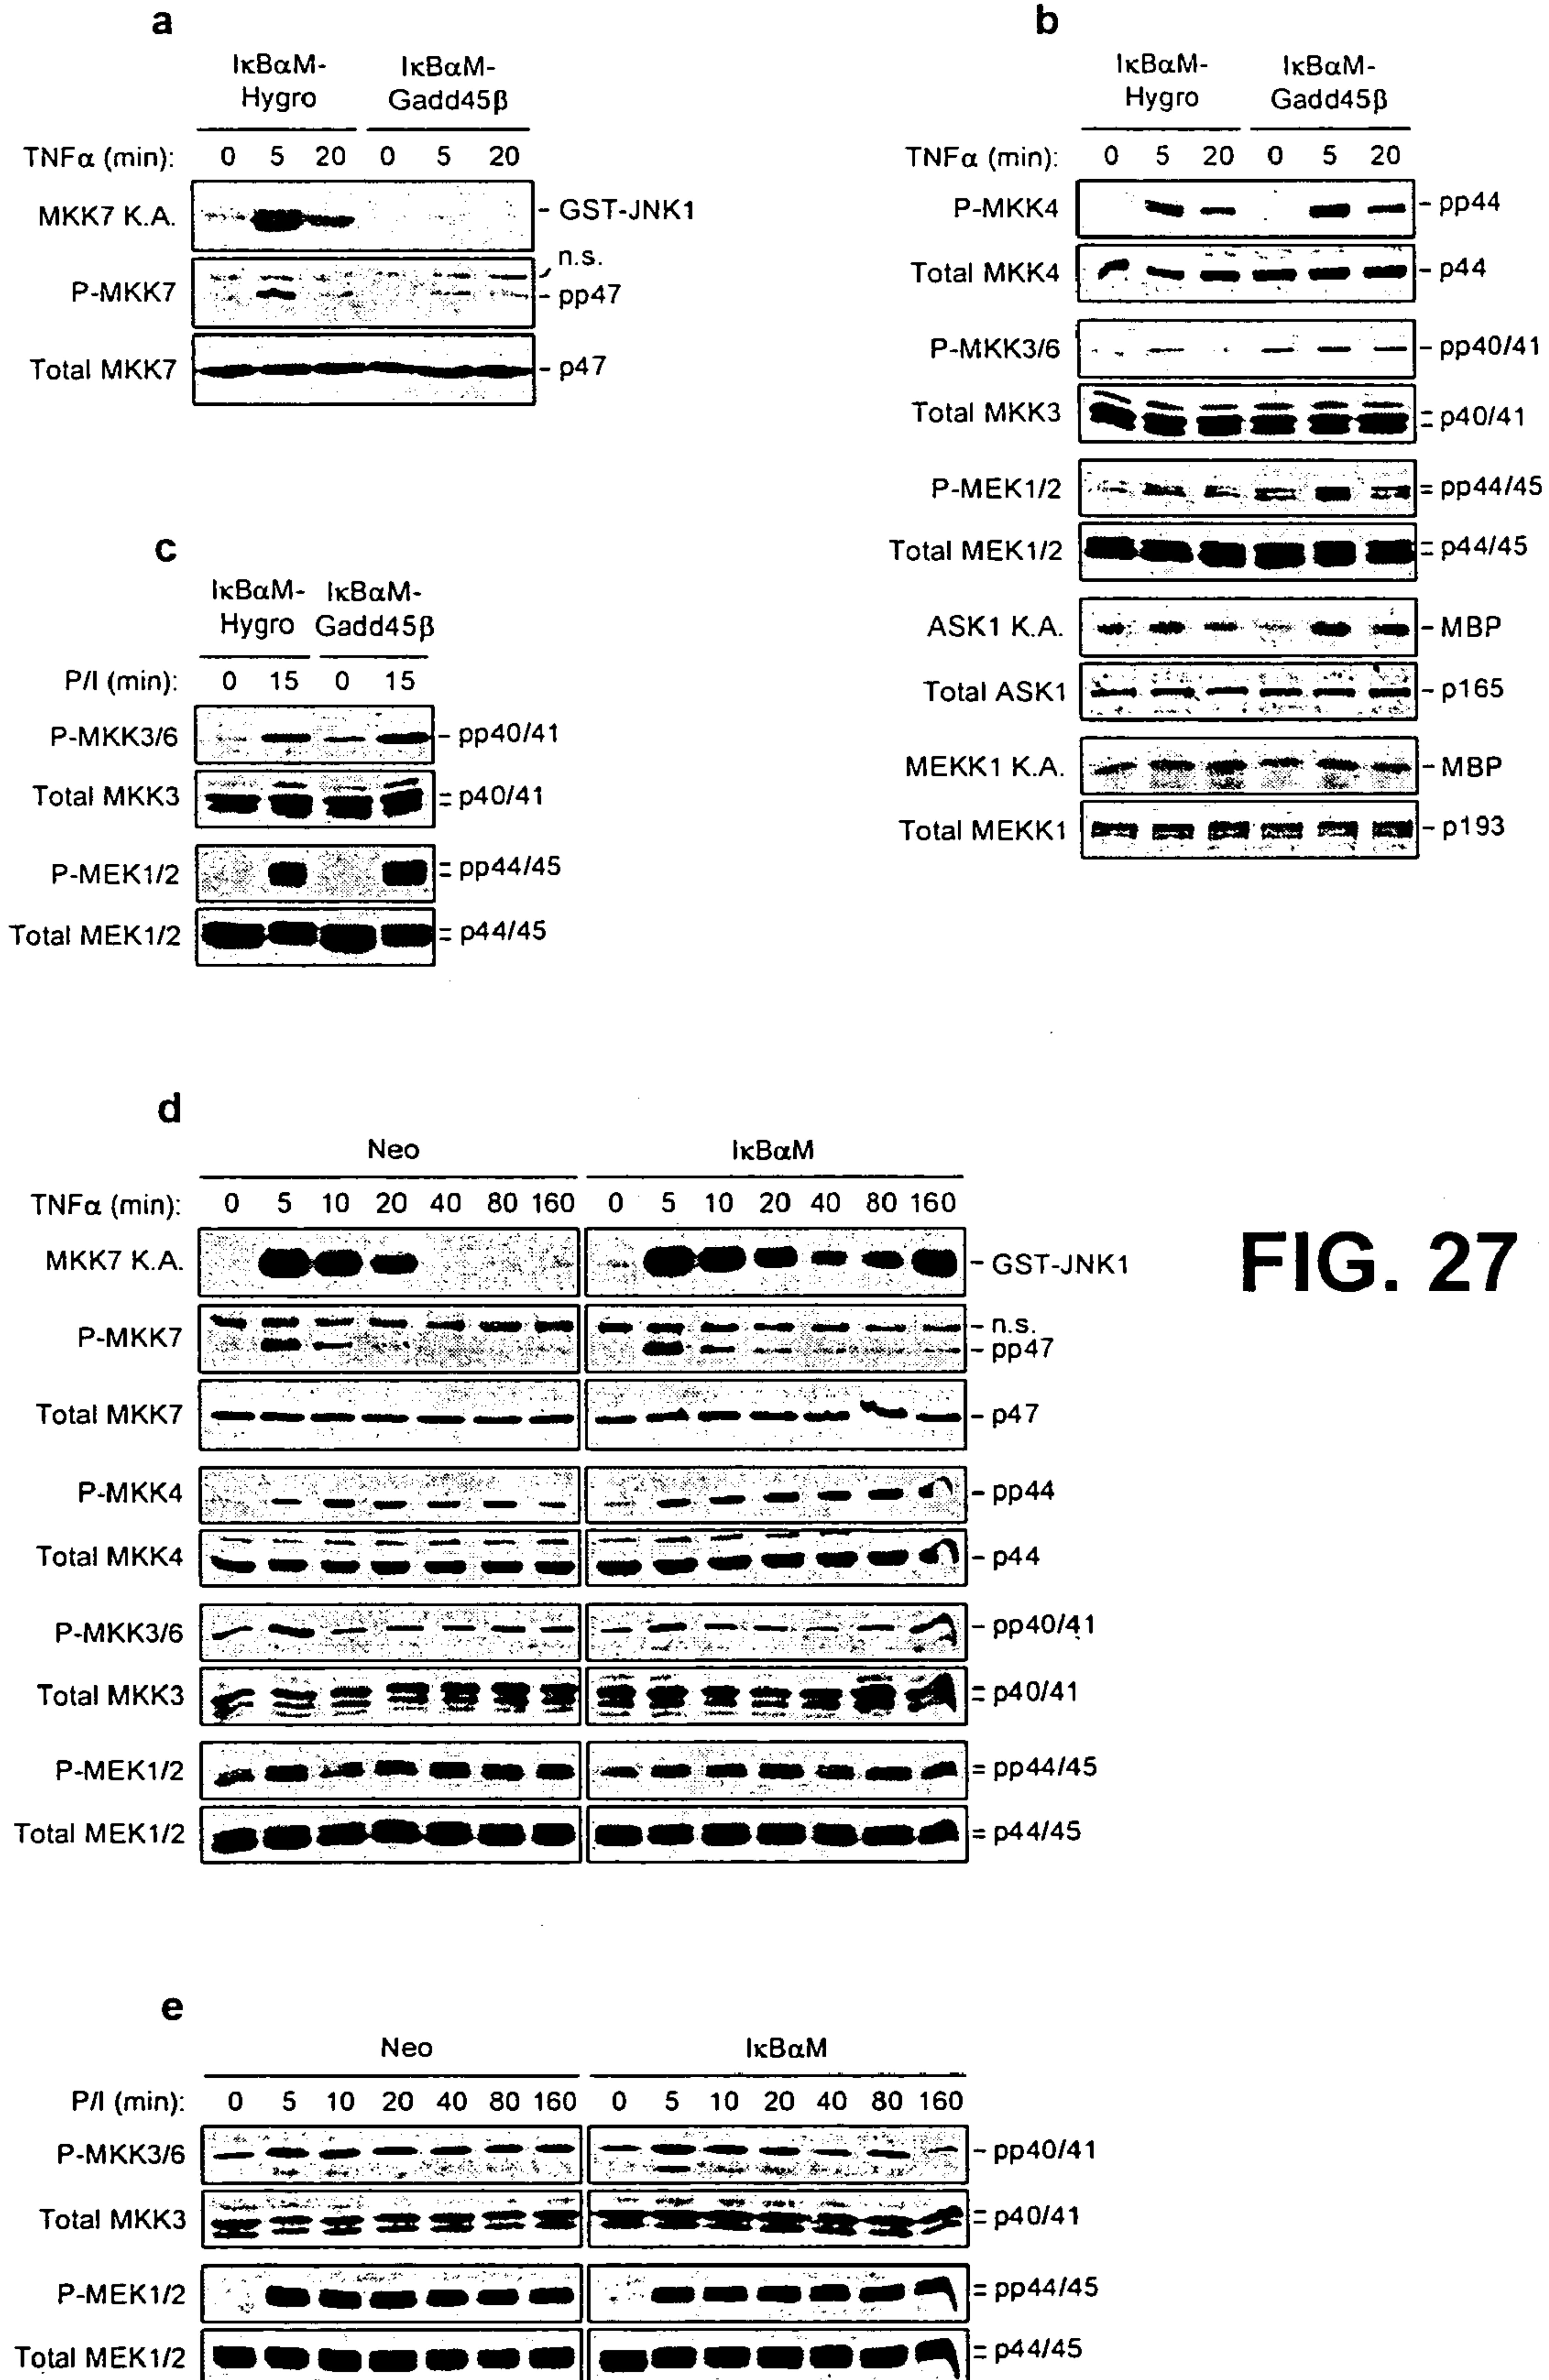 a
IκBαM-
Hygro
IκBαM-
Gadd45β
TNFα (min): 0 5 20 0 5 20
MKK7 K.A. GST-JNK1
n.s.
P-MKK7 pp47
Total MKK7 p47
b
IκBαM-
Hygro
IκBαM-
Gadd45β
TNFα (min): 0 5 20 0 5 20
P-MKK4 pp44
Total MKK4 p44
P-MKK3/6 pp40/41
Total MKK3 p40/41
P-MEK1/2 pp44/45
Total MEK1/2 p44/45
ASK1 K.A. MBP
Total ASK1 p165
MEKK1 K.A. MBP
Total MEKK1 p193
c
IκBαM-
Hygro
IκBαM-
Gadd45β
P/I (min): 0 15 0 15
P-MKK3/6 pp40/41
Total MKK3 p40/41
P-MEK1/2 pp44/45
Total MEK1/2 p44/45
d
Neo IκBαM
TNFα (min): 0 5 10 20 40 80 160 0 5 10 20 40 80 160
MKK7 K.A. GST-JNK1
n.s.
P-MKK7 pp47
Total MKK7 p47
P-MKK4 pp44
Total MKK4 p44
P-MKK3/6 pp40/41
Total MKK3 p40/41
P-MEK1/2 pp44/45
Total MEK1/2 p44/45
FIG. 27
e
Neo IκBαM
P/I (min): 0 5 10 20 40 80 160 0 5 10 20 40 80 160
P-MKK3/6 pp40/41
Total MKK3 p40/41
P-MEK1/2 pp44/45
Total MEK1/2 p44/45